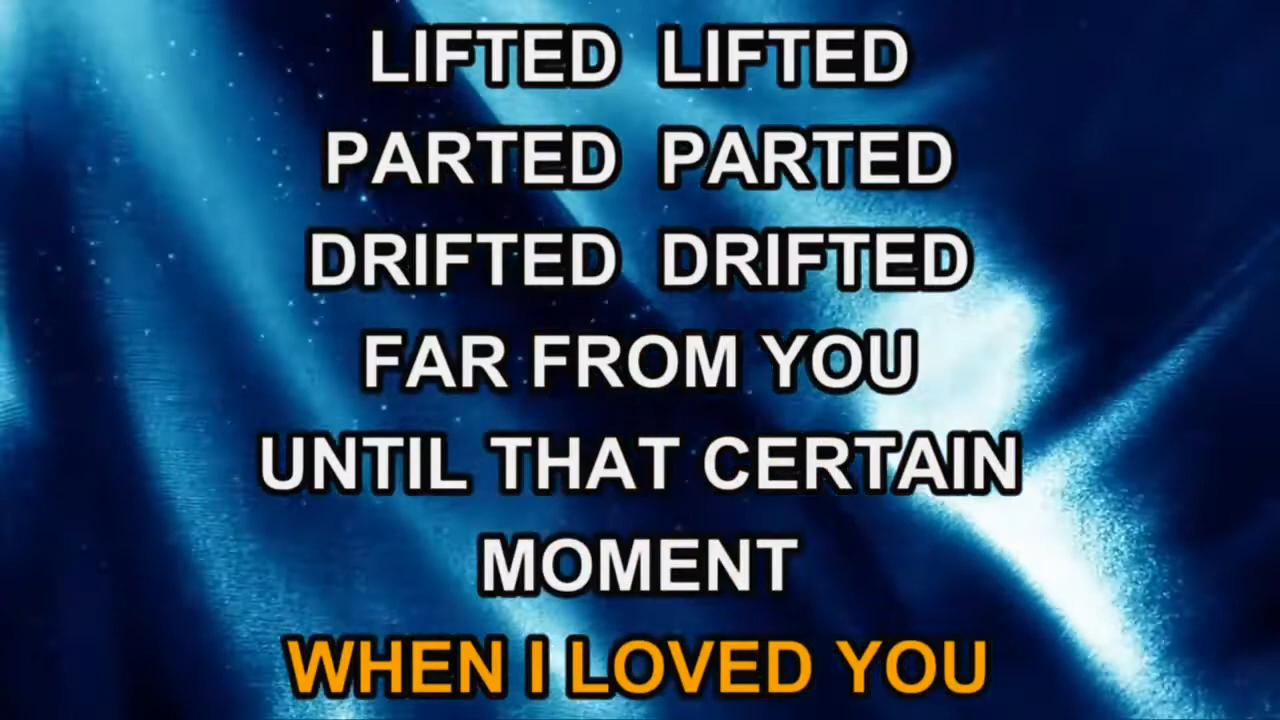 LIFTED LIFTED
PARTED PARTED
DRIFTED DRIFTED
FAR FROM YOU
UNTIL THAT CERTAIN
MOMENT
WHEN I LOVED YOU